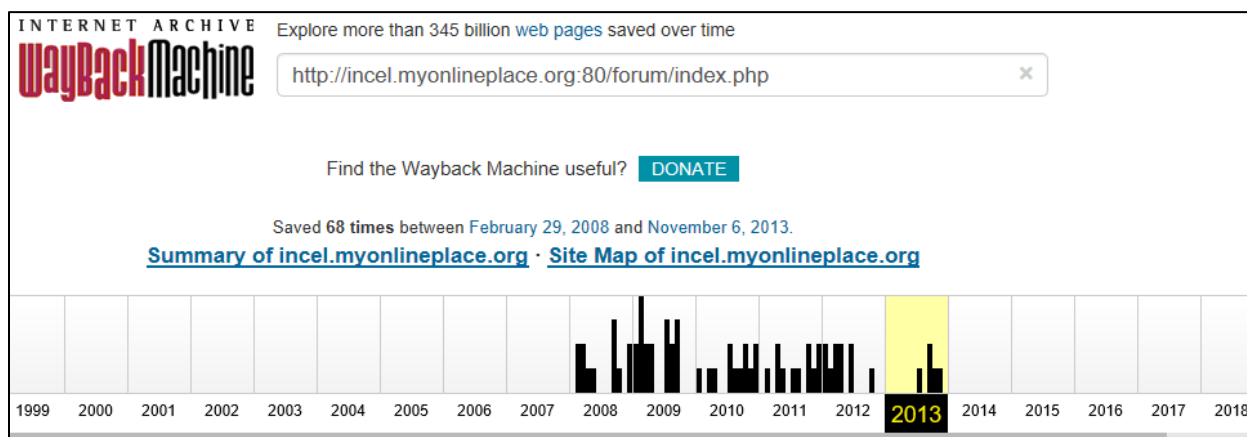 INTERNET ARCHIVE
WayBackMachine
Explore more than 345 billion web pages saved over time
http://incel.myonlineplace.org:80/forum/index.php ×
Find the Wayback Machine useful? DONATE
Saved 68 times between February 29, 2008 and November 6, 2013.
Summary of incel.myonlineplace.org · Site Map of incel.myonlineplace.org
1999 2000 2001 2002 2003 2004 2005 2006 2007 2008 2009 2010 2011 2012 2013 2014 2015 2016 2017 2018